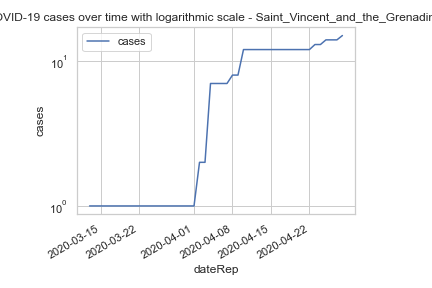 OVID-19 cases over time with logarithmic scale - Saint_Vincent_and_the_Grenadin
cases
10¹
cases
10⁰
2020-03-15
2020-03-22
2020-04-01
2020-04-08
2020-04-15
2020-04-22
dateRep